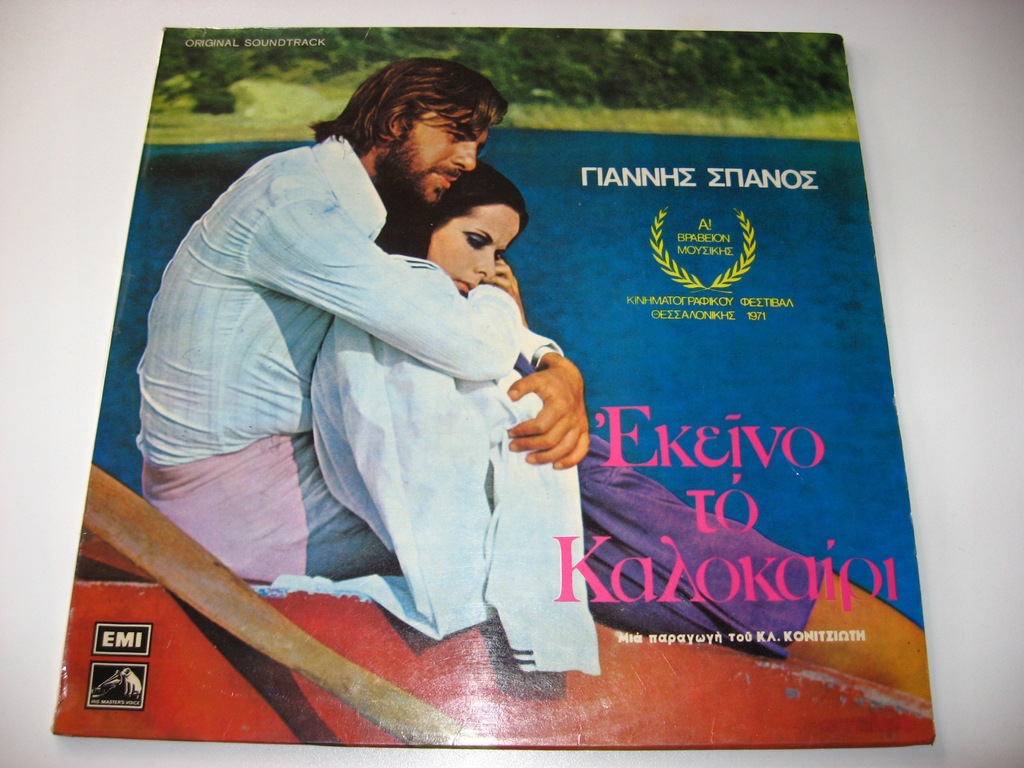 ORIGINAL SOUNDTRACK
ΓΙΑΝΝΗΣ ΣΠΑΝΟΣ
Α!
ΒΡΑΒΕΙΟΝ
ΜΟΥΣΙΚΗΣ
ΚΙΝΗΜΑΤΟΓΡΑΦΙΚΟΥ ΦΕΣΤΙΒΑΛ
ΘΕΣΣΑΛΟΝΙΚΗΣ 1971
Ἐκεῖνο
τό
Καλοκαίρι
Μιά παραγωγή τοῦ ΚΛ. ΚΟΝΙΤΣΙΩΤΗ
EMI
HIS MASTER'S VOICE